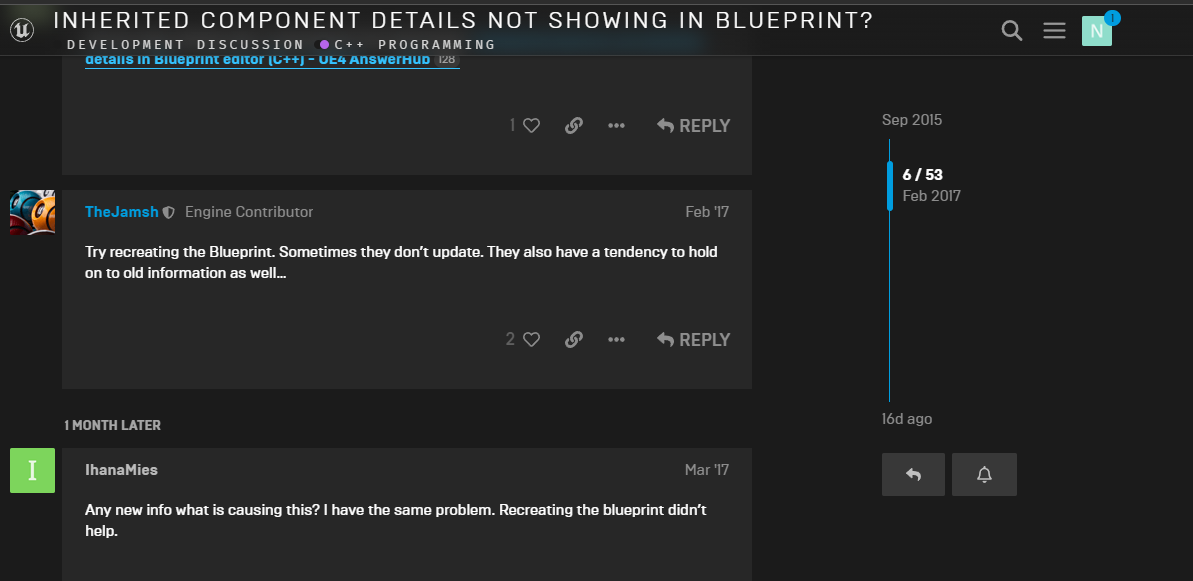 INHERITED COMPONENT DETAILS NOT SHOWING IN BLUEPRINT?
DEVELOPMENT DISCUSSION C++ PROGRAMMING
N
1
details in Blueprint editor (C++) - UE4 AnswerHub 128
1
REPLY
Sep 2015
6 / 53
Feb 2017
16d ago
TheJamsh Engine Contributor Feb '17
Try recreating the Blueprint. Sometimes they don’t update. They also have a tendency to hold
on to old information as well…
2
REPLY
1 MONTH LATER
I
IhanaMies Mar '17
Any new info what is causing this? I have the same problem. Recreating the blueprint didn’t
help.